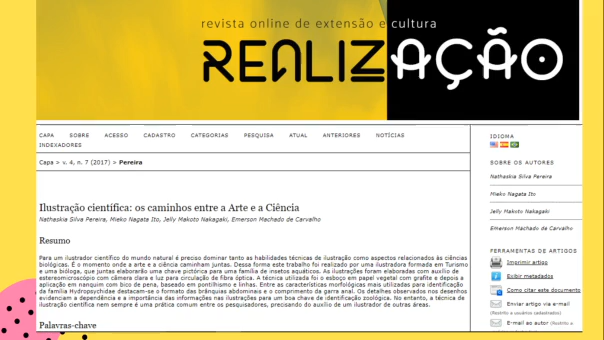 revista online de extensão e cultura
REALIZAÇÃO
CAPA SOBRE ACESSO CADASTRO CATEGORIAS PESQUISA ATUAL ANTERIORES NOTÍCIAS
INDEXADORES
Capa > v. 4, n. 7 (2017) > Pereira
Ilustração científica: os caminhos entre a Arte e a Ciência
Nathaskia Silva Pereira, Mieko Nagata Ito, Jelly Makoto Nakagaki, Emerson Machado de Carvalho
Resumo
Para um ilustrador científico do mundo natural é preciso dominar tanto as habilidades técnicas de ilustração como aspectos relacionados às ciências
biológicas. É o momento onde a arte e a ciência caminham juntas. Dessa forma este trabalho foi realizado por uma ilustradora formada em Turismo
e uma bióloga, que juntas elaborarão uma chave pictórica para uma família de insetos aquáticos. As ilustrações foram elaboradas com auxílio de
estereomicroscópio com câmera clara e luz para circulação de fibra óptica. A técnica utilizada foi o esboço em papel vegetal com grafite e depois a
aplicação em nanquim com bico de pena, baseado em pontilhismo e linhas. Entre as características morfológicas mais utilizadas para identificação
da família Hydropsychidae destacam-se o formato das brânquias abdominais e o comprimento da garra anal. Os detalhes observados nos desenhos
evidenciam a dependência e a importância das informações nas ilustrações para um boa chave de identificação zoológica. No entanto, a técnica de
ilustração científica nem sempre é uma prática comum entre os pesquisadores, precisando do auxílio de um ilustrador de outras áreas.
Palavras-chave
IDIOMA
SOBRE OS AUTORES
Nathaskia Silva Pereira
Mieko Nagata Ito
Jelly Makoto Nakagaki
Emerson Machado de Carvalho
FERRAMENTAS DE ARTIGOS
Imprimir artigo
Exibir metadados
Como citar este documento
Enviar artigo via e-mail
(Restrito a usuários cadastrados)
E-mail ao autor (Restrito a